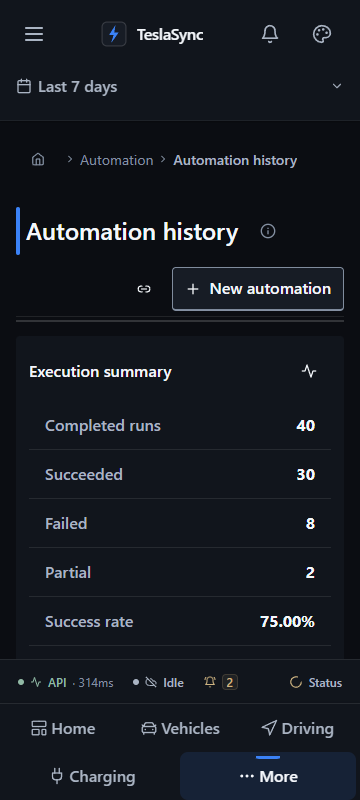 TeslaSync
Last 7 days
Automation
Automation history
Automation history
New automation
Execution summary
Completed runs 40
Succeeded 30
Failed 8
Partial 2
Success rate 75.00%
API · 314ms Idle 2 Status
Home Vehicles Driving
Charging More